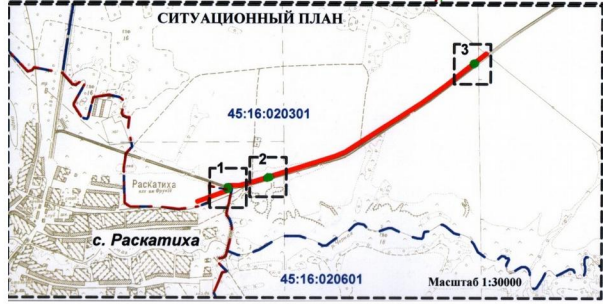 СИТУАЦИОННЫЙ ПЛАН
3
45:16:020301
1
2
Раскатиха
с. Раскатиха
45:16:020601
Масштаб 1:30000